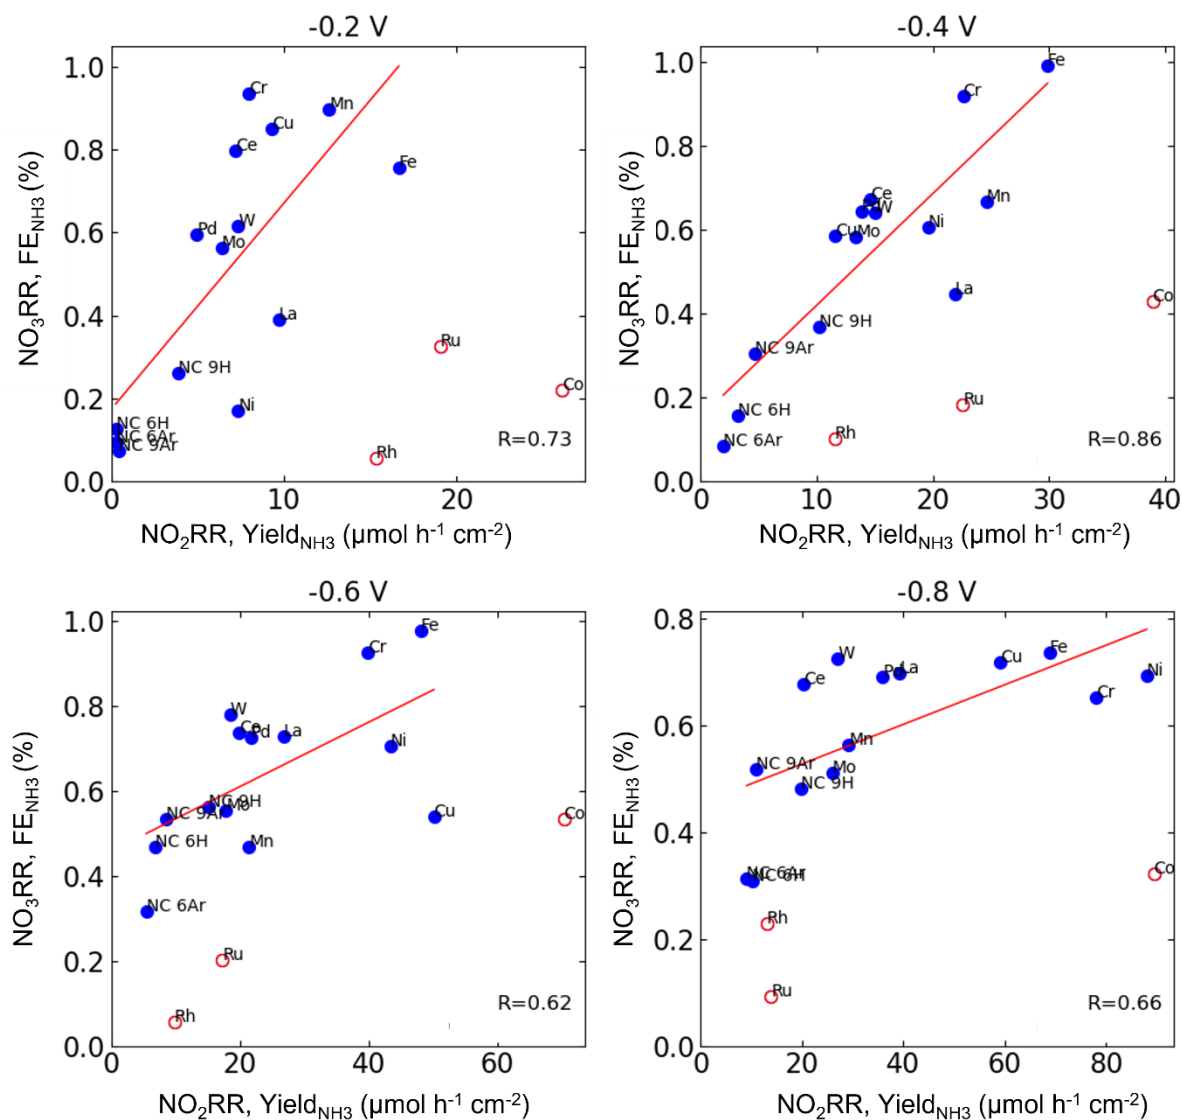 -0.2 V
NO3RR, FENH3 (%)
1.0
0.8
0.6
0.4
0.2
0.0
Cr
Mn
Cu
Ce
Fe
W
Pd
Mo
La
Ru
NC 9H
Co
Ni
NC 6H
NC 6Ar
NC 9Ar
Rh
R=0.73
0
10
20
NO2RR, YieldNH3 (µmol h-1 cm-2)
-0.4 V
NO3RR, FENH3 (%)
1.0
0.8
0.6
0.4
0.2
0.0
Fe
Cr
Ce
Pd
W
Mn
Cu
Mo
Ni
La
Co
NC 9H
NC 9Ar
Ru
NC 6H
Rh
NC 6Ar
R=0.86
0
10
20
30
40
NO2RR, YieldNH3 (µmol h-1 cm-2)
-0.6 V
NO3RR, FENH3 (%)
1.0
0.8
0.6
0.4
0.2
0.0
Fe
Cr
W
Ce
Pd
La
Ni
NC 9H
Mo
NC 9Ar
Cu
Co
NC 6H
Mn
NC 6Ar
Ru
Rh
R=0.62
0
20
40
60
NO2RR, YieldNH3 (µmol h-1 cm-2)
-0.8 V
NO3RR, FENH3 (%)
0.8
0.6
0.4
0.2
0.0
W
Cu
Fe
Ce
Pd
La
Ni
Cr
Mn
NC 9Ar
Mo
NC 9H
NC 6Ar
NC 6H
Co
Rh
Ru
R=0.66
0
20
40
60
80
NO2RR, YieldNH3 (µmol h-1 cm-2)